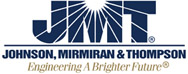 JMT®
JOHNSON, MIRMIRAN & THOMPSON
Engineering A Brighter Future®